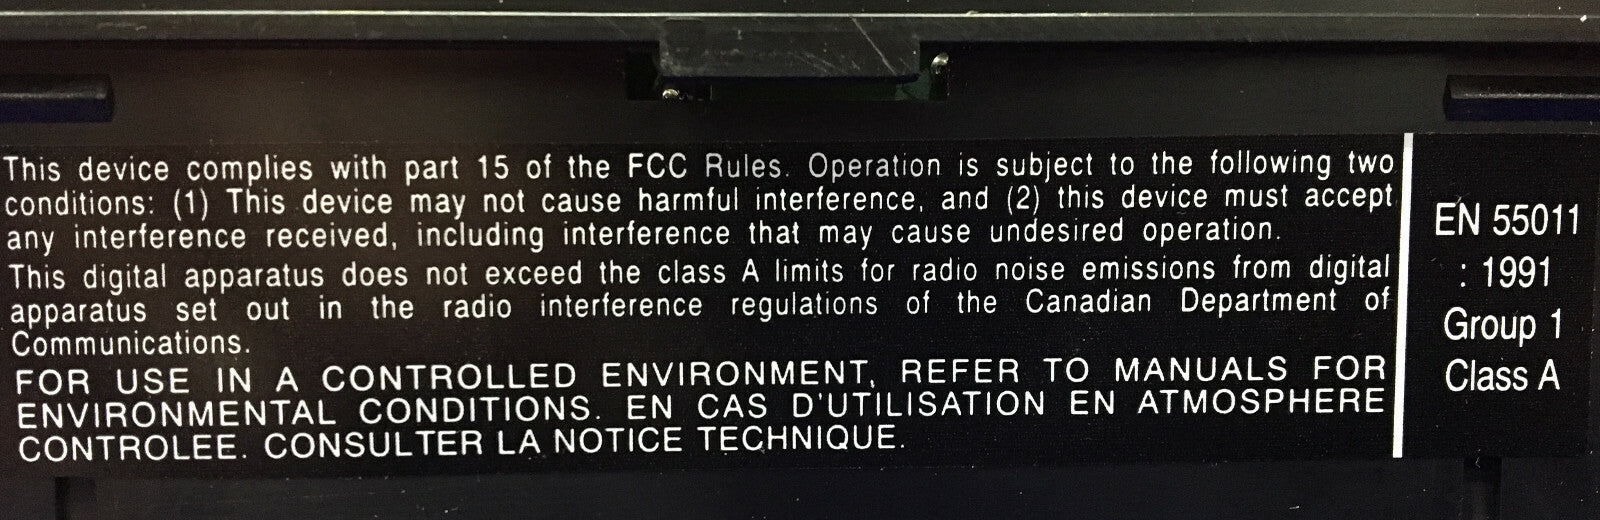 This device complies with part 15 of the FCC Rules. Operation is subject to the following two
conditions: (1) This device may not cause harmful interference, and (2) this device must accept
any interference received, including interference that may cause undesired operation.
This digital apparatus does not exceed the class A limits for radio noise emissions from digital
apparatus set out in the radio interference regulations of the Canadian Department of
Communications.
FOR USE IN A CONTROLLED ENVIRONMENT, REFER TO MANUALS FOR
ENVIRONMENTAL CONDITIONS. EN CAS D'UTILISATION EN ATMOSPHERE
CONTROLEE. CONSULTER LA NOTICE TECHNIQUE.
EN 55011
: 1991
Group 1
Class A